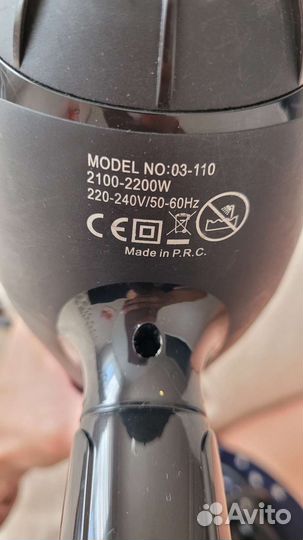 MODEL NO:03-110
2100-2200W
220-240V/50-60Hz
CE
Made in P.R.C.
Avito